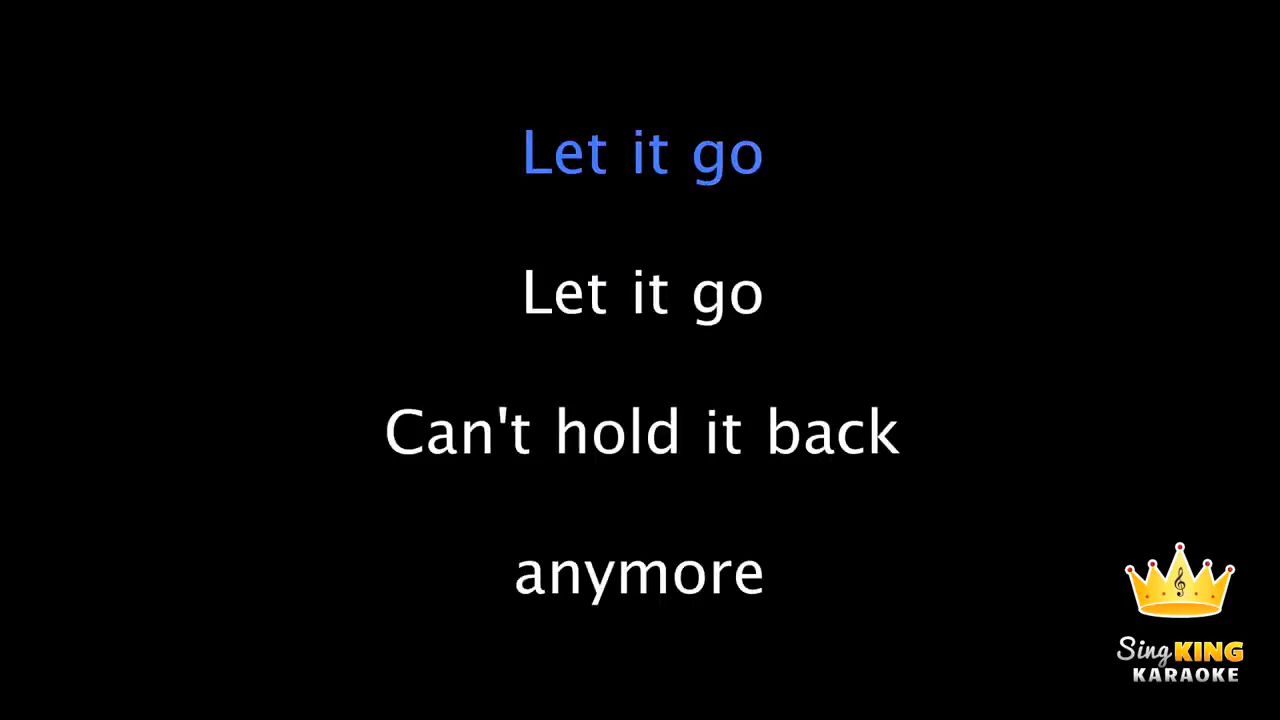 Let it go
Let it go
Can't hold it back
anymore
Sing KING
KARAOKE